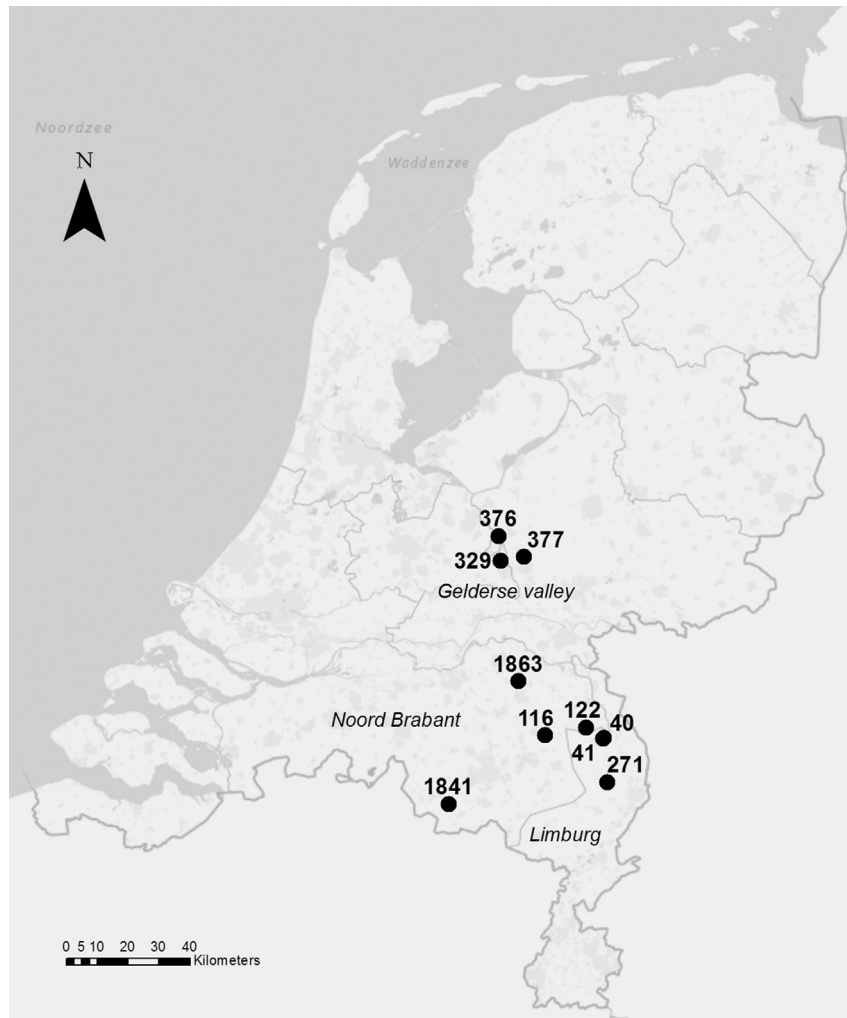 Noordzee
N
Waddenzee
376
377
329
Gelderse valley
1863
Noord Brabant
116
122
40
41
271
1841
Limburg
0 5 10 20 30 40
Kilometers